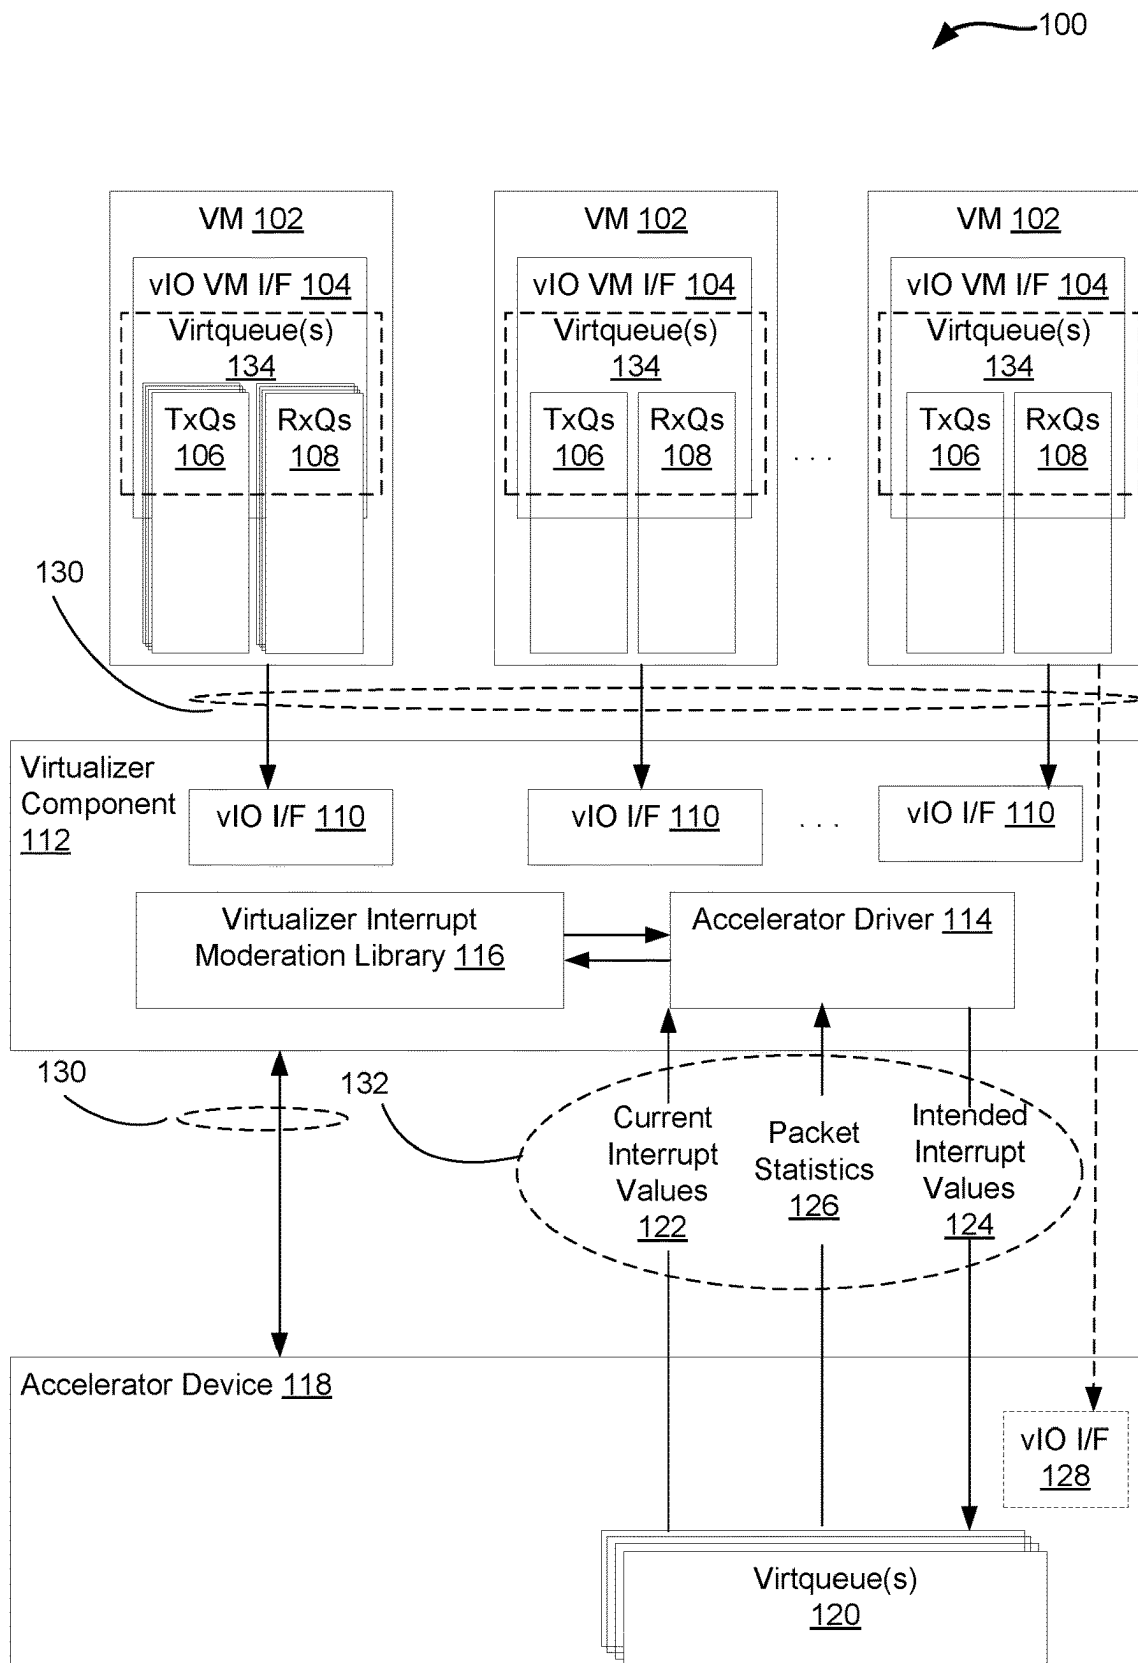 100
VM 102
VM 102
VM 102
vIO VM I/F 104
vIO VM I/F 104
vIO VM I/F 104
Virtqueue(s)
134
Virtqueue(s)
134
Virtqueue(s)
134
TxQs
106
RxQs
108
TxQs
106
RxQs
108
. . .
TxQs
106
RxQs
108
130
Virtualizer
Component
112
vIO I/F 110
vIO I/F 110
. . .
vIO I/F 110
Virtualizer Interrupt
Moderation Library 116
Accelerator Driver 114
130
132
Current
Interrupt
Values
122
Packet
Statistics
126
Intended
Interrupt
Values
124
Accelerator Device 118
vIO I/F
128
Virtqueue(s)
120